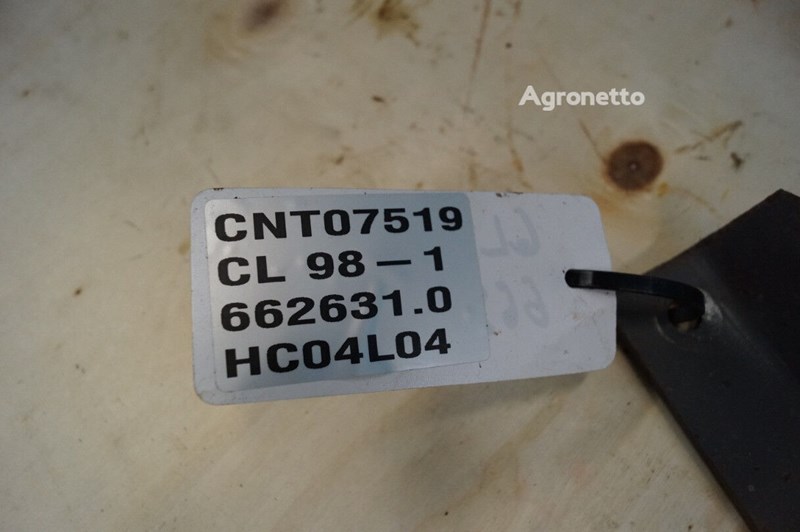 Agronetto
CNT07519
CL 98-1
662631.0
HC04L04